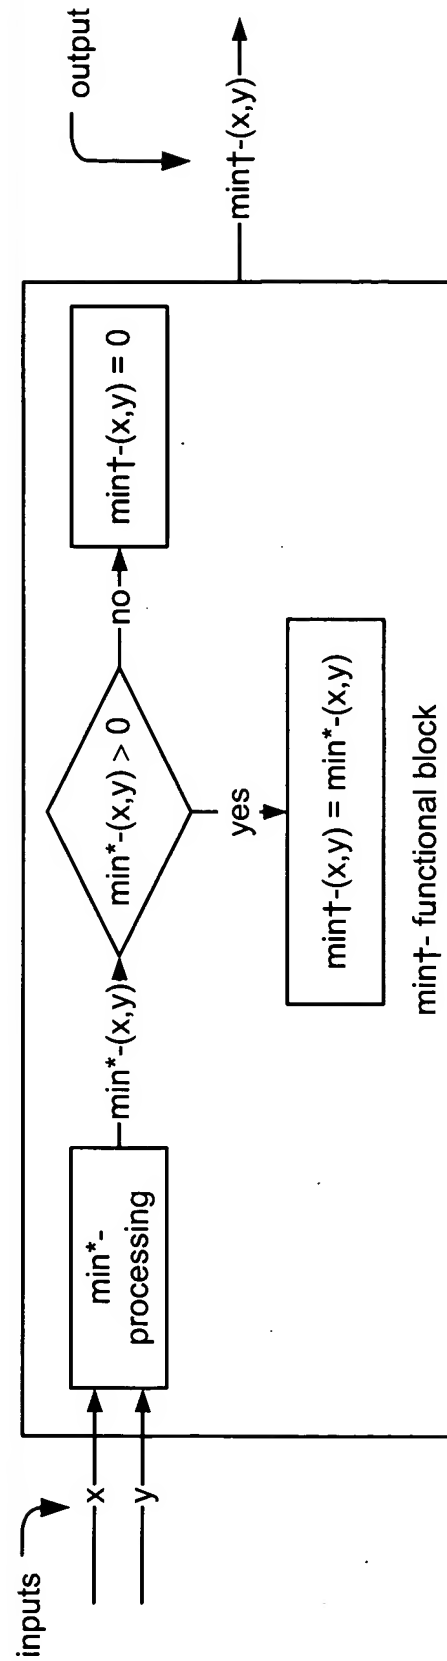 inputs
x
y
min*-
processing
min*-(x,y)
min*-(x,y) > 0
no
min†-(x,y) = 0
yes
min†-(x,y) = min*-(x,y)
min†- functional block
min†-(x,y)
output